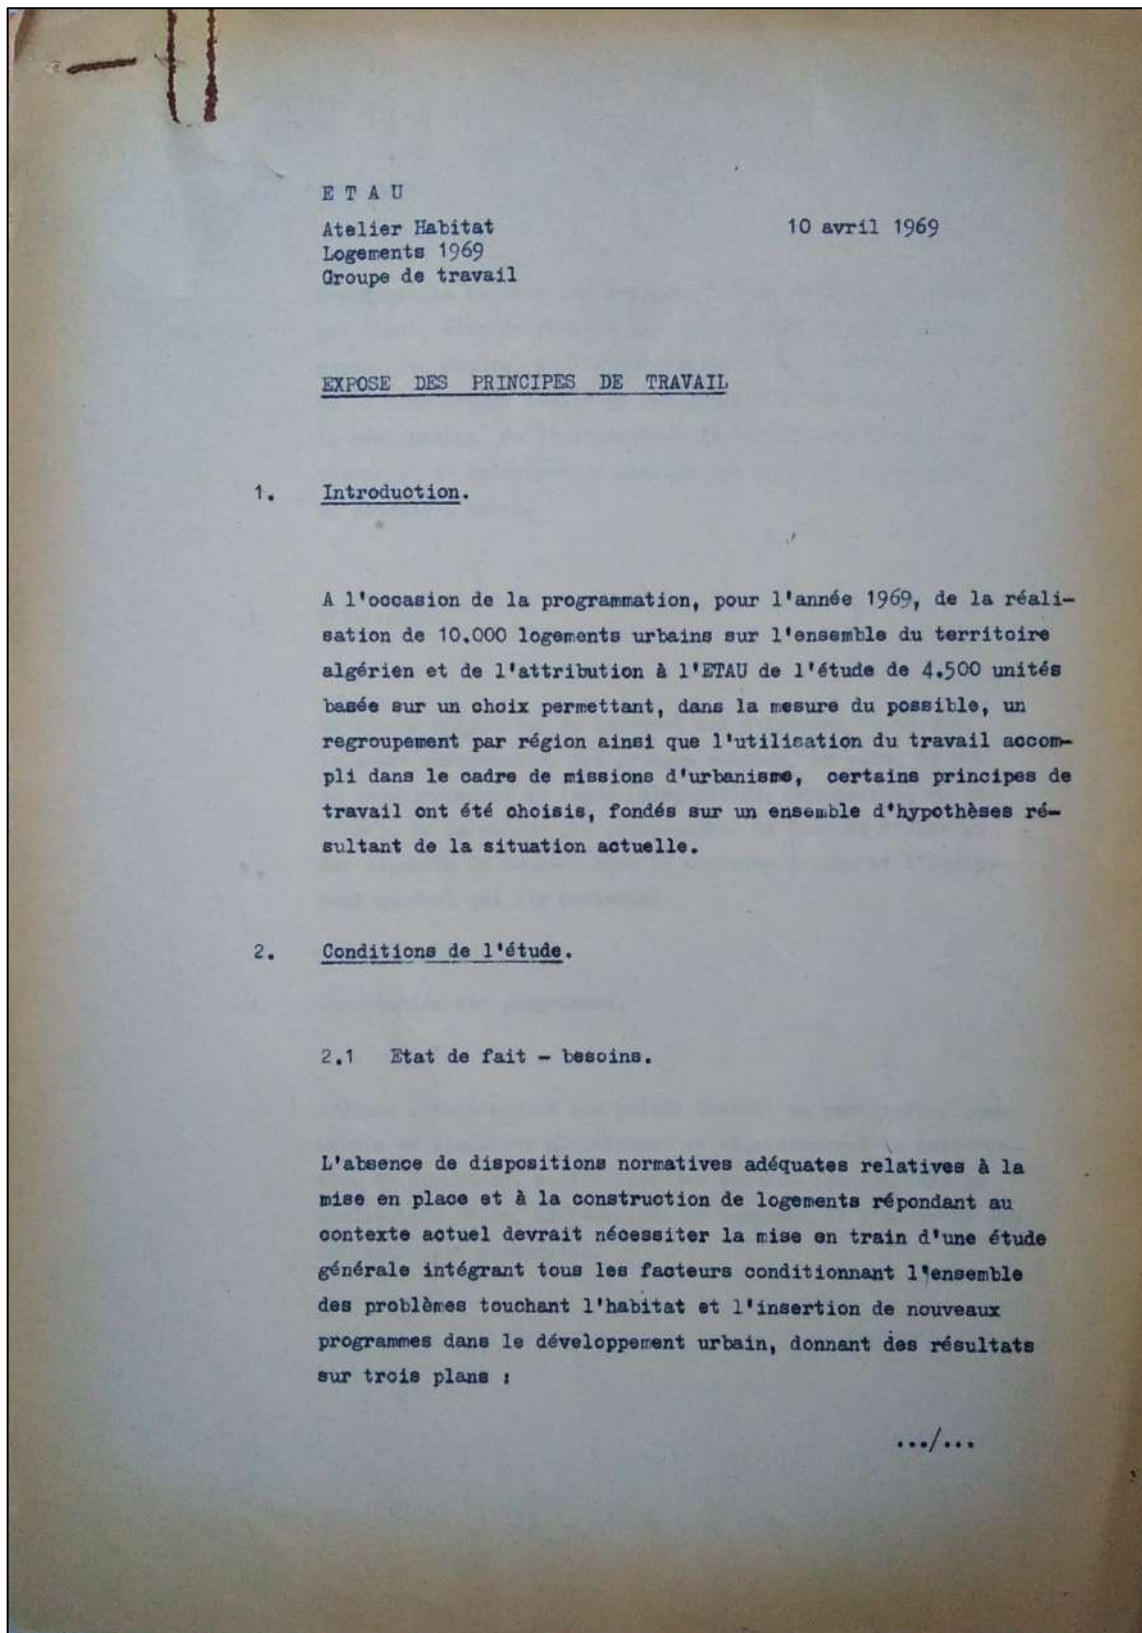 E T A U
Atelier Habitat 10 avril 1969
Logements 1969
Groupe de travail
EXPOSE DES PRINCIPES DE TRAVAIL
1. Introduction.
A l'occasion de la programmation, pour l'année 1969, de la réali-
sation de 10.000 logements urbains sur l'ensemble du territoire
algérien et de l'attribution à l'ETAU de l'étude de 4.500 unités
basée sur un choix permettant, dans la mesure du possible, un
regroupement par région ainsi que l'utilisation du travail accom-
pli dans le cadre de missions d'urbanisme, certains principes de
travail ont été choisis, fondés sur un ensemble d'hypothèses ré-
sultant de la situation actuelle.
2. Conditions de l'étude.
2.1 Etat de fait - besoins.
L'absence de dispositions normatives adéquates relatives à la
mise en place et à la construction de logements répondant au
contexte actuel devrait nécessiter la mise en train d'une étude
générale intégrant tous les facteurs conditionnant l'ensemble
des problèmes touchant l'habitat et l'insertion de nouveaux
programmes dans le développement urbain, donnant des résultats
sur trois plans :
.../...